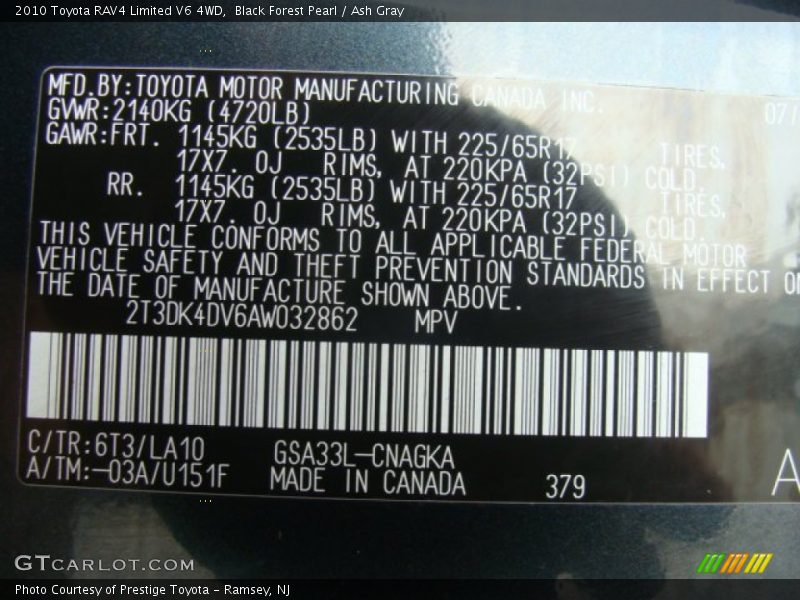 2010 Toyota RAV4 Limited V6 4WD, Black Forest Pearl / Ash Gray
MFD.BY:TOYOTA MOTOR MANUFACTURING CANADA INC. 07/
GVWR:2140KG (4720LB)
GAWR:FRT. 1145KG (2535LB) WITH 225/65R17 TIRES,
17X7. 0J RIMS, AT 220KPA (32PSI) COLD.
RR. 1145KG (2535LB) WITH 225/65R17 TIRES,
17X7. 0J RIMS, AT 220KPA (32PSI) COLD.
THIS VEHICLE CONFORMS TO ALL APPLICABLE FEDERAL MOTOR
VEHICLE SAFETY AND THEFT PREVENTION STANDARDS IN EFFECT ON
THE DATE OF MANUFACTURE SHOWN ABOVE.
2T3DK4DV6AW032862 MPV
C/TR:6T3/LA10 GSA33L-CNAGKA
A/TM:-03A/U151F MADE IN CANADA 379 A
GTCARLOT.COM
Photo Courtesy of Prestige Toyota - Ramsey, NJ